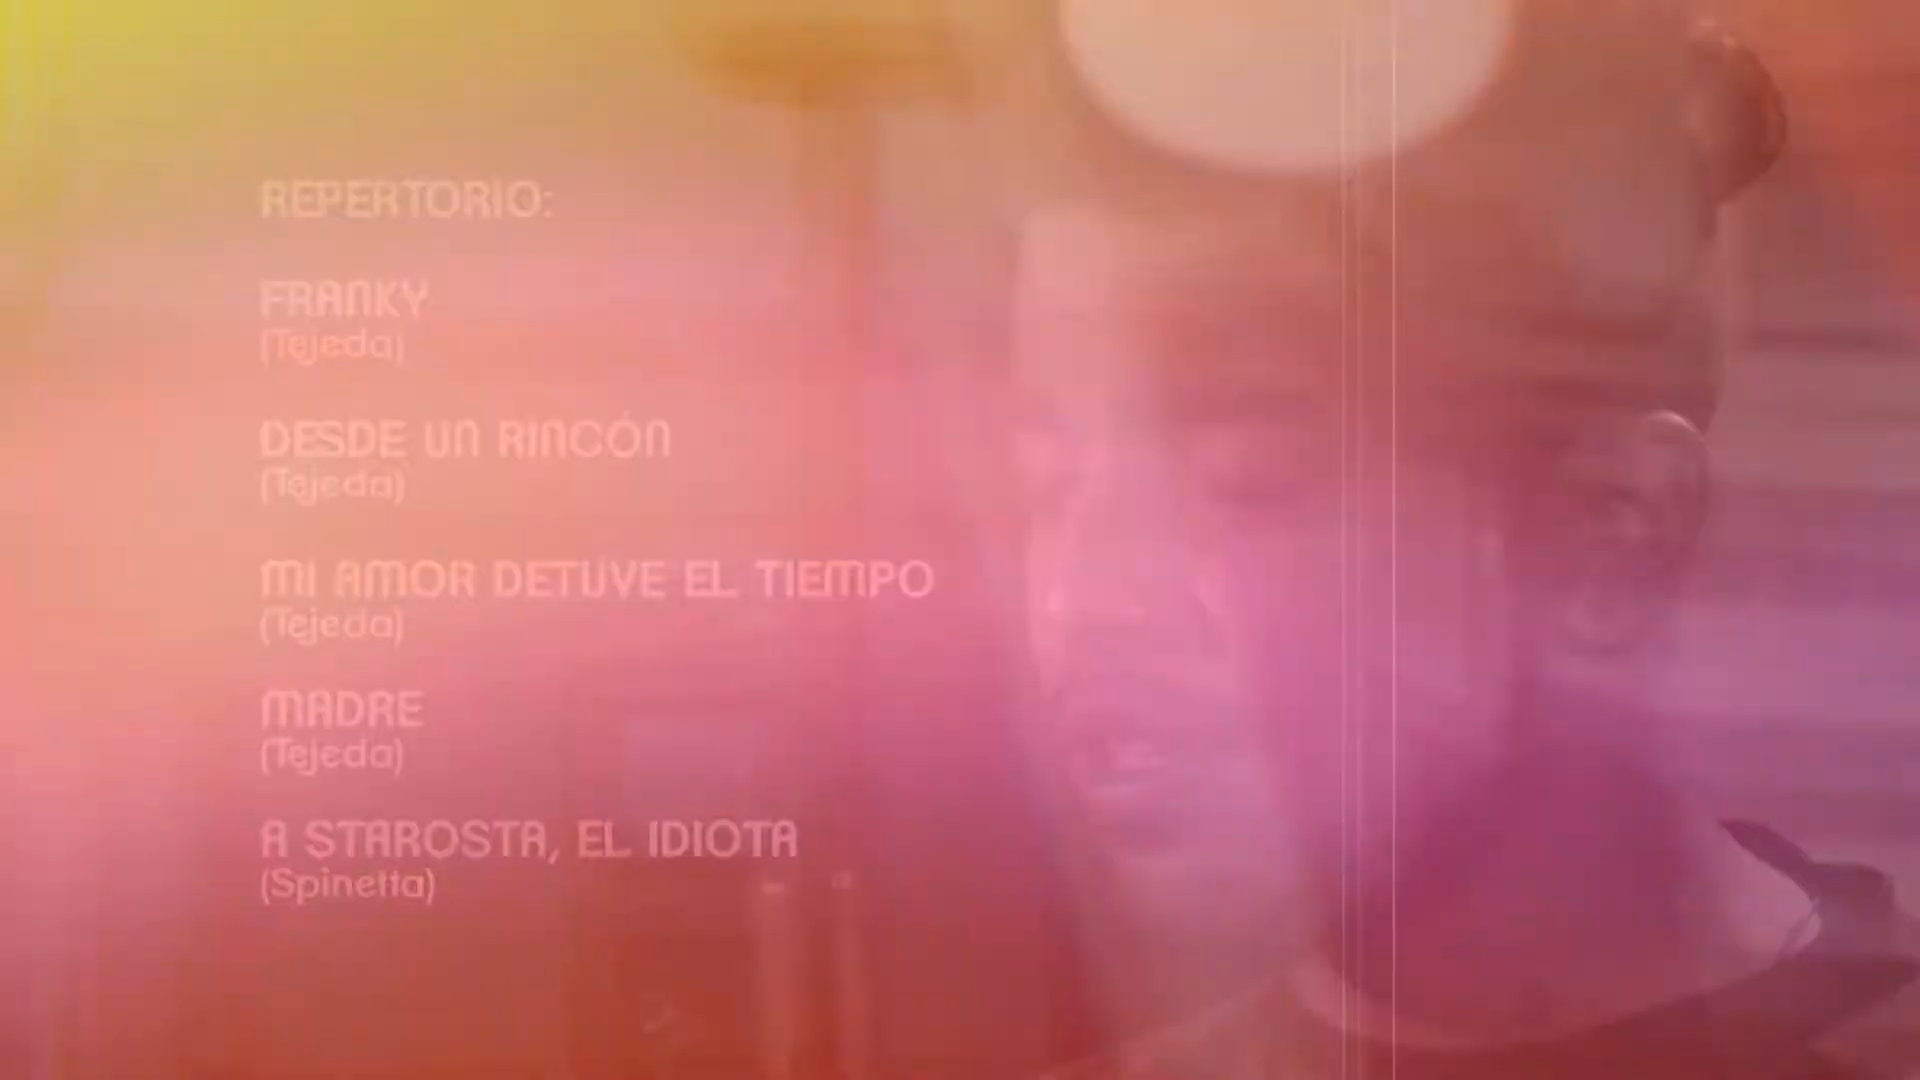 REPERTORIO:
FRANKY
(Tejeda)
DESDE UN RINCÓN
(Tejeda)
MI AMOR DETUVE EL TIEMPO
(Tejeda)
MADRE
(Tejeda)
A STAROSTA, EL IDIOTA
(Spinetta)